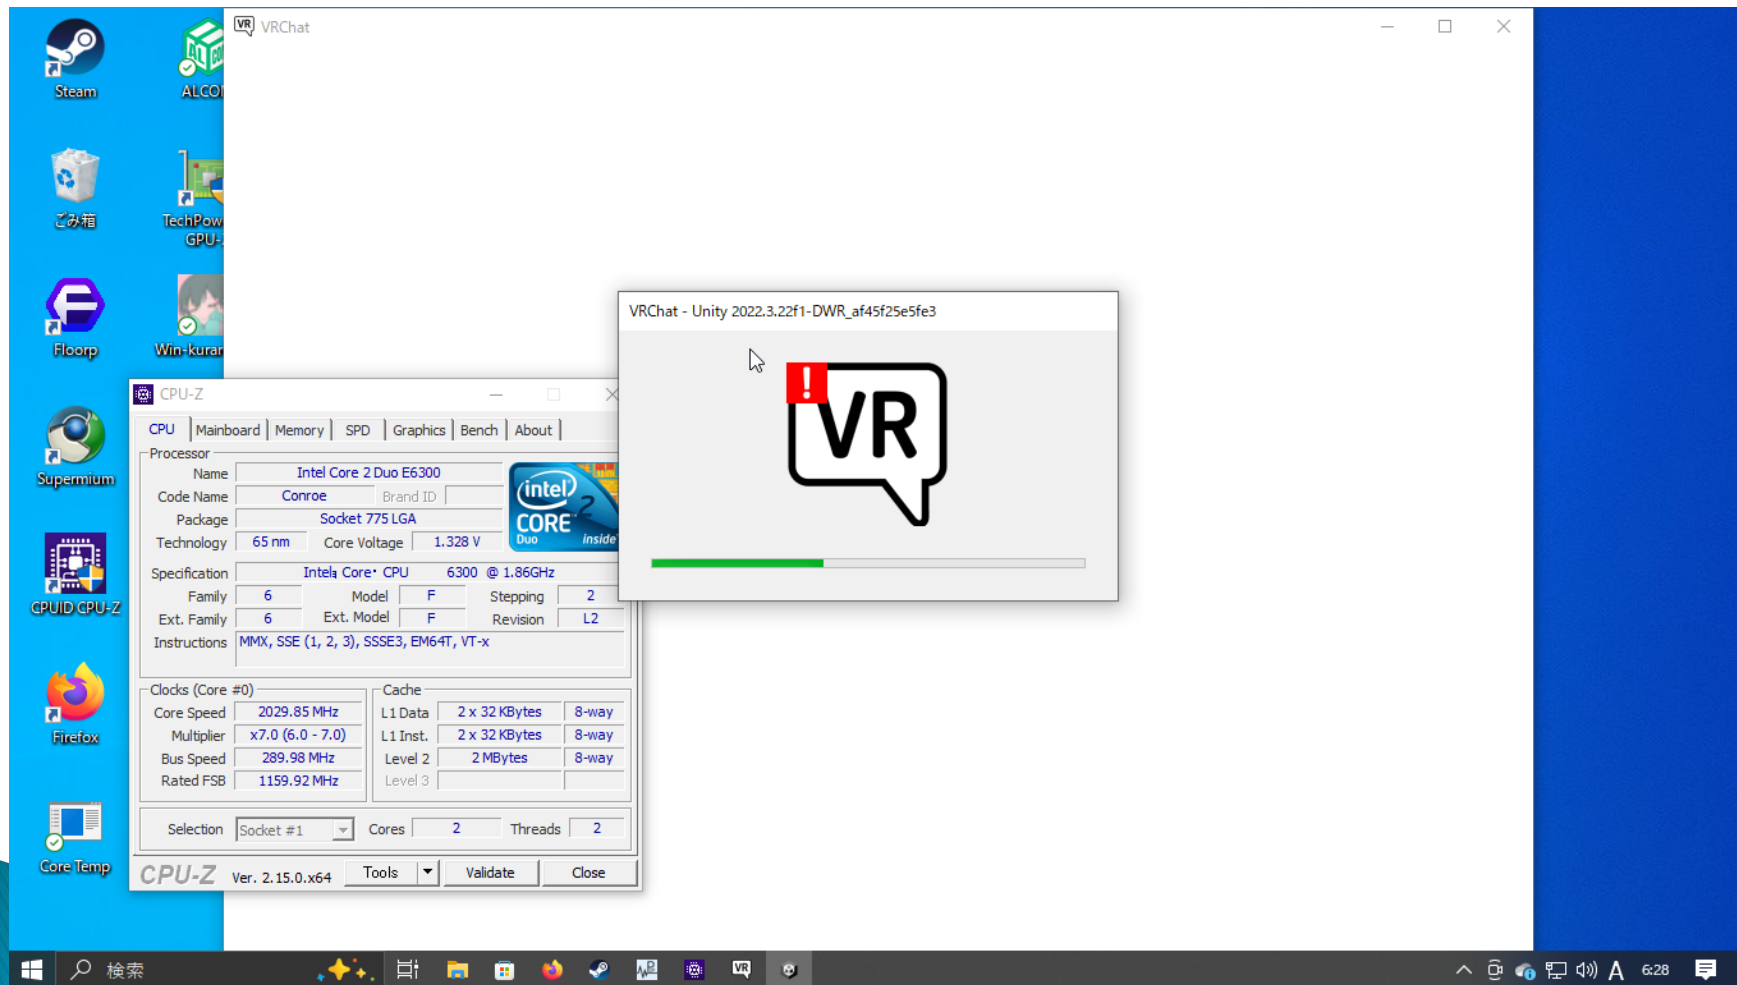 Steam
ALCO
ごみ箱
TechPow
GPU-
Floorp
Win-kurar
Supermium
CPUID CPU-Z
Firefox
Core Temp
VR VRChat
VRChat - Unity 2022.3.22f1-DWR_af45f25e5fe3
! VR
CPU-Z
CPU Mainboard Memory SPD Graphics Bench About
Processor
Name Intel Core 2 Duo E6300
Code Name Conroe Brand ID
Package Socket 775 LGA
Technology 65 nm Core Voltage 1.328 V
intel
CORE 2
Duo inside
Specification Intel Core CPU 6300 @ 1.86GHz
Family 6 Model F Stepping 2
Ext. Family 6 Ext. Model F Revision L2
Instructions MMX, SSE (1, 2, 3), SSSE3, EM64T, VT-x
Clocks (Core #0) Cache
Core Speed 2029.85 MHz L1 Data 2 x 32 KBytes 8-way
Multiplier x7.0 (6.0 - 7.0) L1 Inst. 2 x 32 KBytes 8-way
Bus Speed 289.98 MHz Level 2 2 MBytes 8-way
Rated FSB 1159.92 MHz Level 3
Selection Socket #1 Cores 2 Threads 2
CPU-Z Ver. 2.15.0.x64 Tools Validate Close
検索
VR
A 6:28